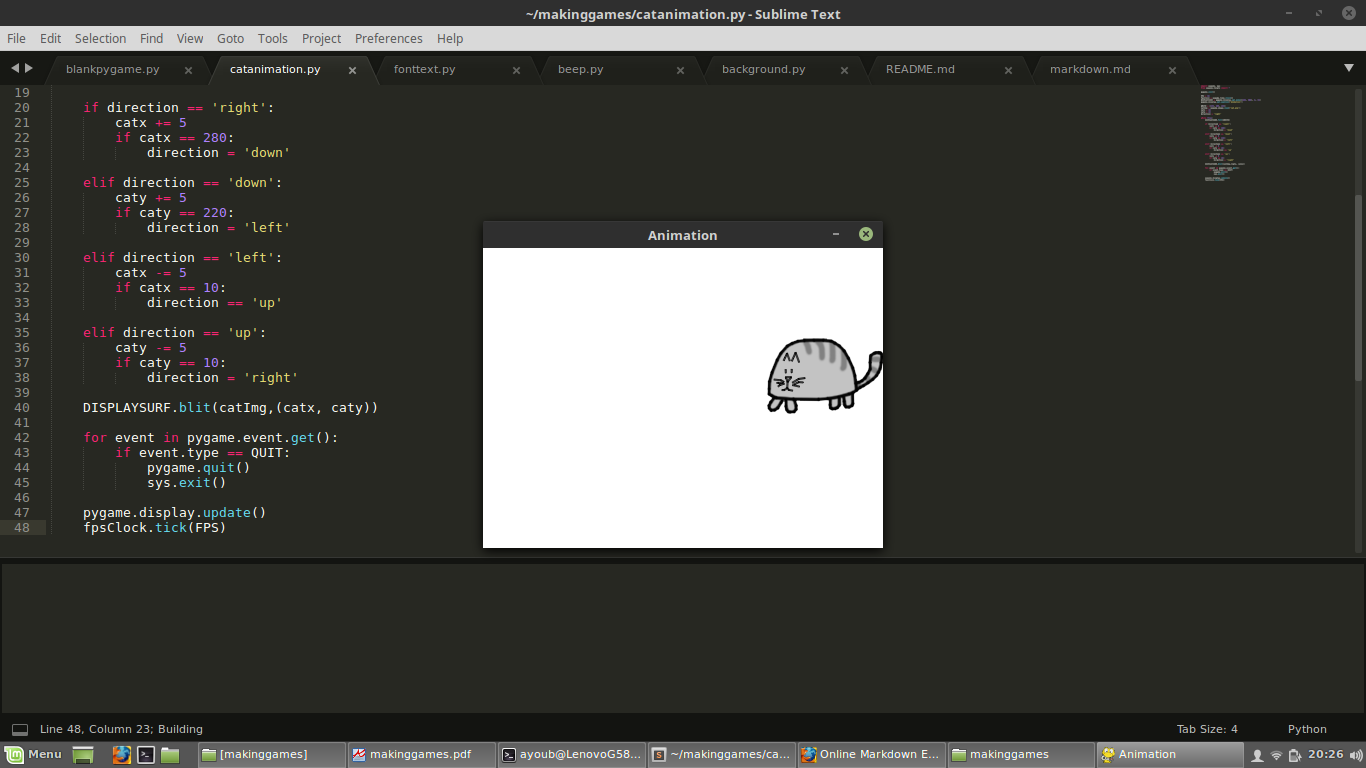 ~/makinggames/catanimation.py - Sublime Text
File Edit Selection Find View Goto Tools Project Preferences Help
blankpygame.py catanimation.py fonttext.py beep.py background.py README.md markdown.md
19
20 if direction == 'right':
21 catx += 5
22 if catx == 280:
23 direction = 'down'
24
25 elif direction == 'down':
26 caty += 5
27 if caty == 220:
28 direction = 'left'
29
30 elif direction == 'left':
31 catx -= 5
32 if catx == 10:
33 direction == 'up'
34
35 elif direction == 'up':
36 caty -= 5
37 if caty == 10:
38 direction = 'right'
39
40 DISPLAYSURF.blit(catImg,(catx, caty))
41
42 for event in pygame.event.get():
43 if event.type == QUIT:
44 pygame.quit()
45 sys.exit()
46
47 pygame.display.update()
48 fpsClock.tick(FPS)
Animation
Line 48, Column 23; Building
Tab Size: 4 Python
Menu [makinggames] makinggames.pdf ayoub@LenovoG58... ~/makinggames/ca... Online Markdown E... makinggames Animation 20:26